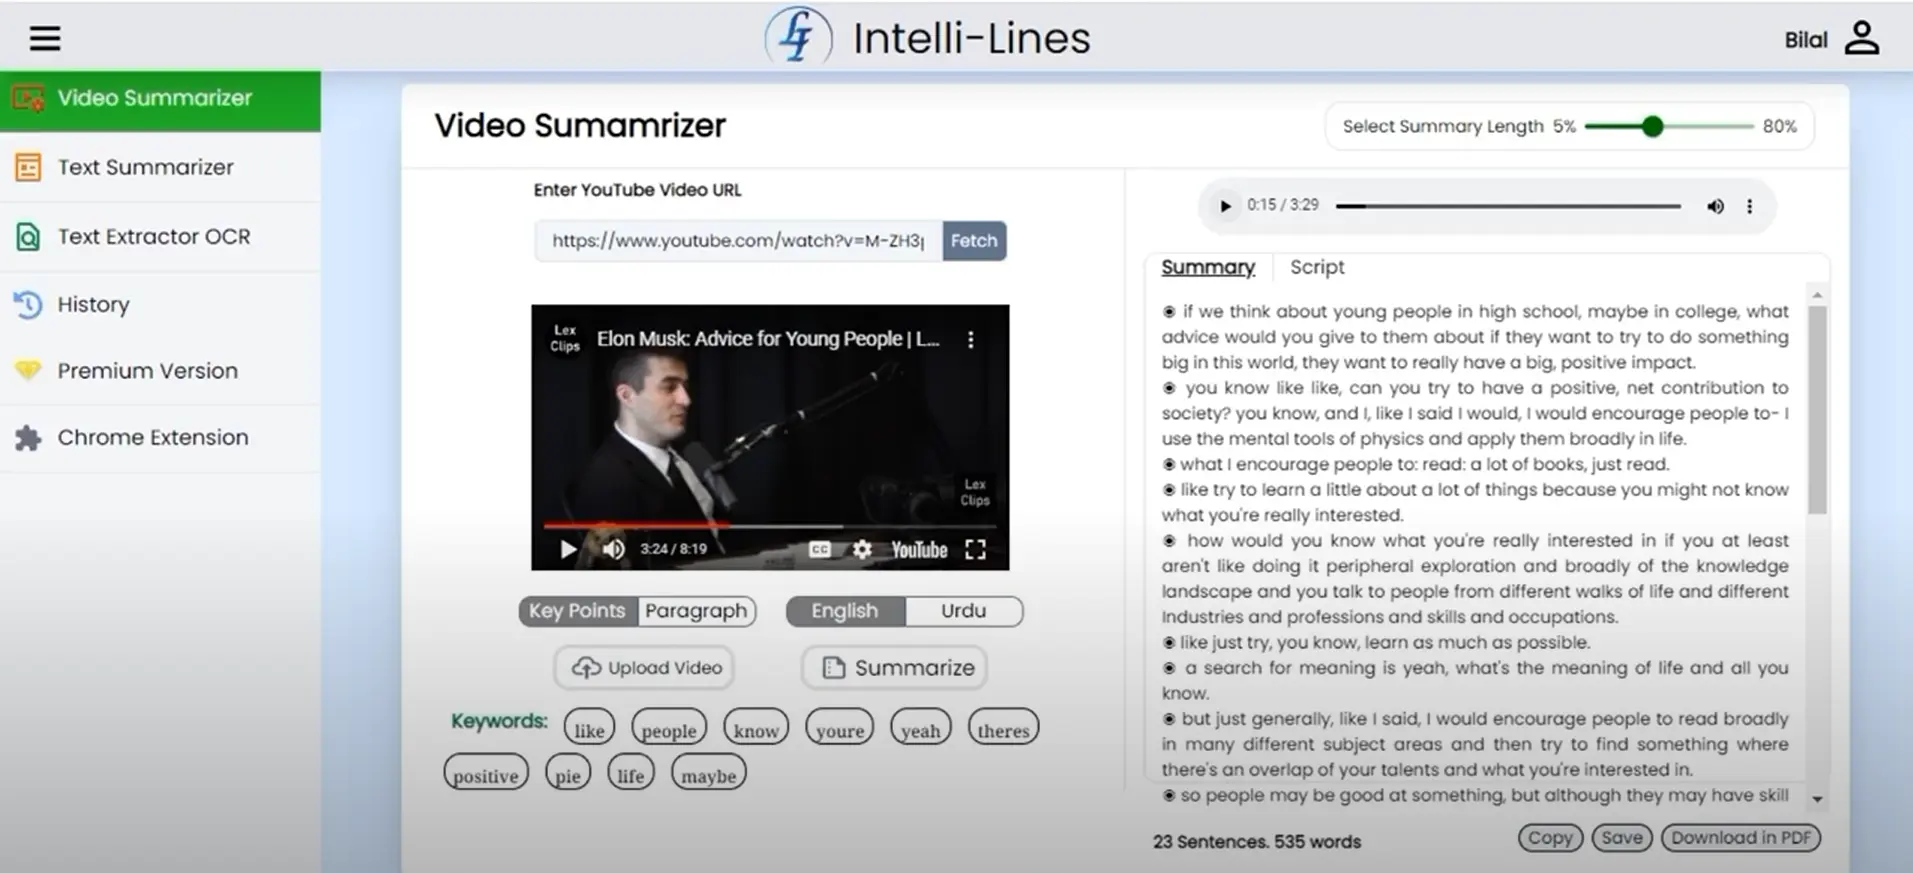 Intelli-Lines
Bilal
Video Summarizer
Text Summarizer
Text Extractor OCR
History
Premium Version
Chrome Extension
Video Sumamrizer
Select Summary Length 5% 80%
Enter YouTube Video URL
https://www.youtube.com/watch?v=M-ZH3
Fetch
Lex
Clips
Elon Musk: Advice for Young People | L...
Lex
Clips
3:24 / 8:19
CC
YouTube
Key Points
Paragraph
English
Urdu
Upload Video
Summarize
Keywords: like people know youre yeah theres
positive pie life maybe
0:15 / 3:29
Summary
Script
◉ if we think about young people in high school, maybe in college, what
advice would you give to them about if they want to try to do something
big in this world, they want to really have a big, positive impact.
◉ you know like like, can you try to have a positive, net contribution to
society? you know, and I, like I said I would, I would encourage people to- I
use the mental tools of physics and apply them broadly in life.
◉ what I encourage people to: read: a lot of books, just read.
◉ like try to learn a little about a lot of things because you might not know
what you're really interested.
◉ how would you know what you're really interested in if you at least
aren't like doing it peripheral exploration and broadly of the knowledge
landscape and you talk to people from different walks of life and different
Industries and professions and skills and occupations.
◉ like just try, you know, learn as much as possible.
◉ a search for meaning is yeah, what's the meaning of life and all you
know.
◉ but just generally, like I said, I would encourage people to read broadly
in many different subject areas and then try to find something where
there's an overlap of your talents and what you're interested in.
◉ so people may be good at something, but although they may have skill
23 Sentences. 535 words
Copy
Save
Download in PDF